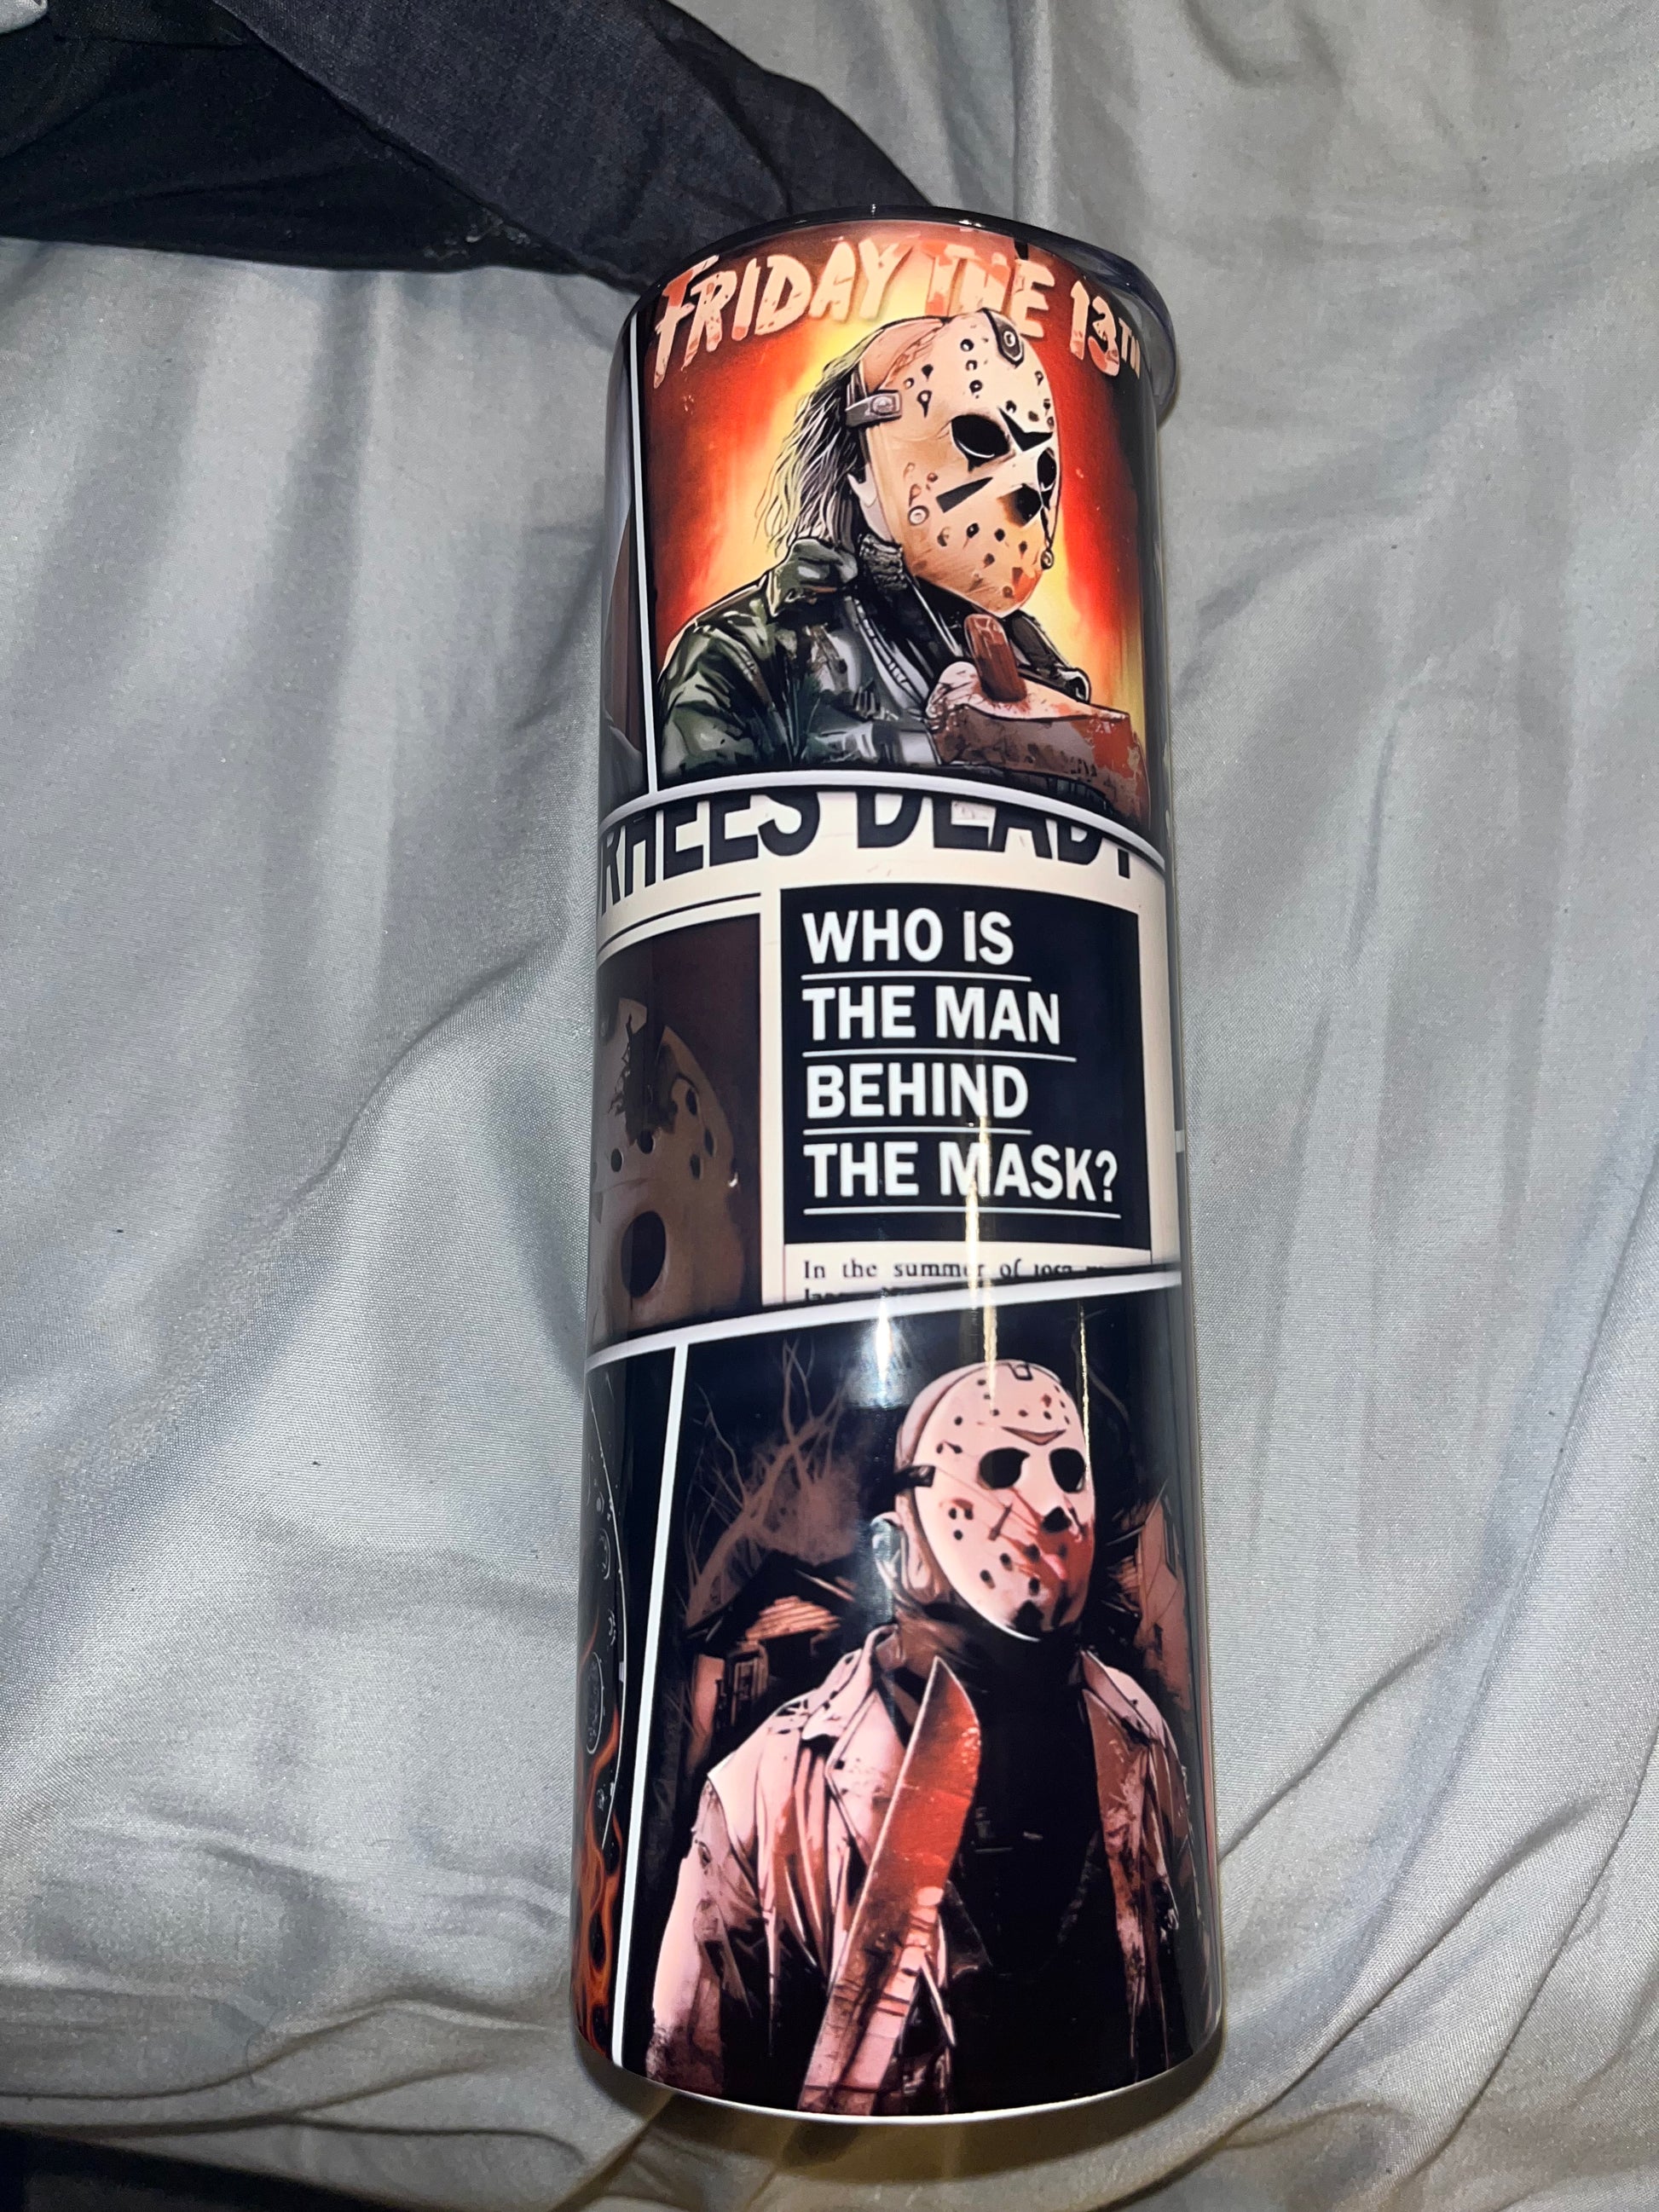 FRIDAY THE 13TH
RHEES DEAD?
WHO IS
THE MAN
BEHIND
THE MASK?
In the summer of